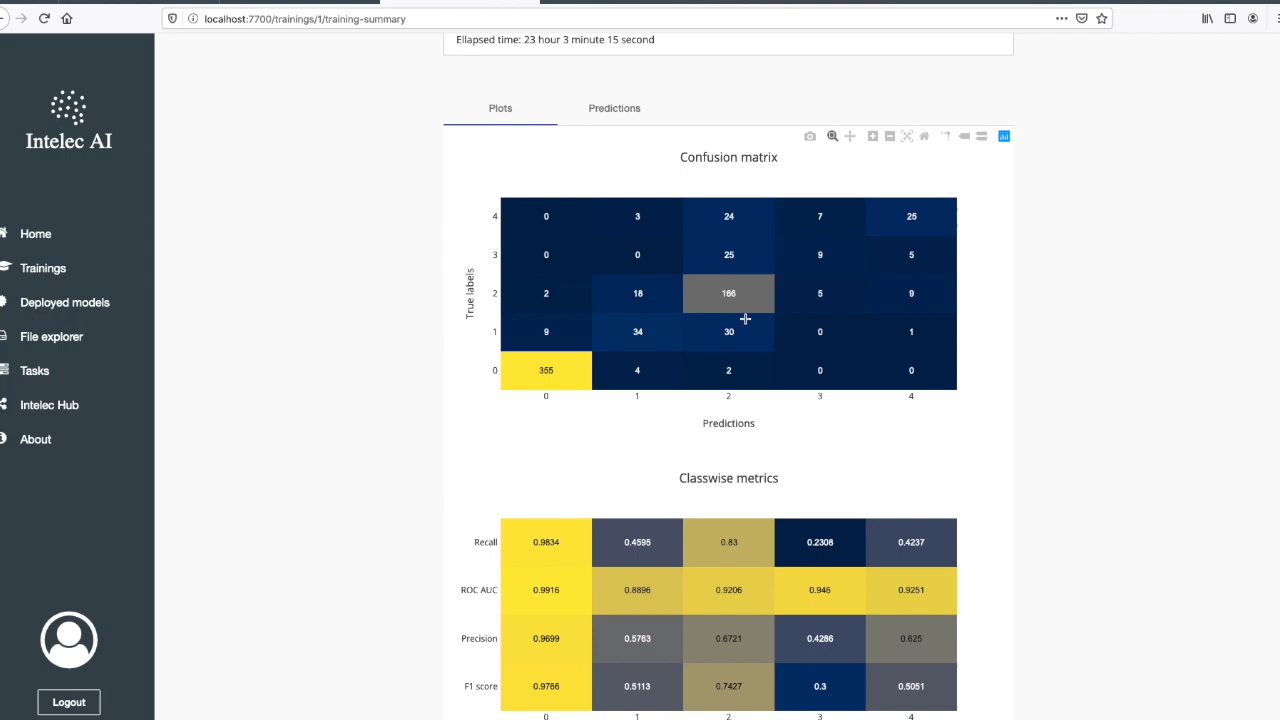 localhost:7700/trainings/1/training-summary
Ellapsed time: 23 hour 3 minute 15 second
Intelec AI
Home
Trainings
Deployed models
File explorer
Tasks
Intelec Hub
About
Logout
Plots Predictions
Confusion matrix
True labels
4 0 3 24 7 25
3 0 0 25 9 5
2 2 18 166 5 9
1 9 34 30 0 1
0 355 4 2 0 0
0 1 2 3 4
Predictions
Classwise metrics
Recall 0.9834 0.4595 0.83 0.2308 0.4237
ROC AUC 0.9916 0.8896 0.9206 0.946 0.9251
Precision 0.9699 0.5763 0.6721 0.4286 0.625
F1 score 0.9766 0.5113 0.7427 0.3 0.5051
0 1 2 3 4